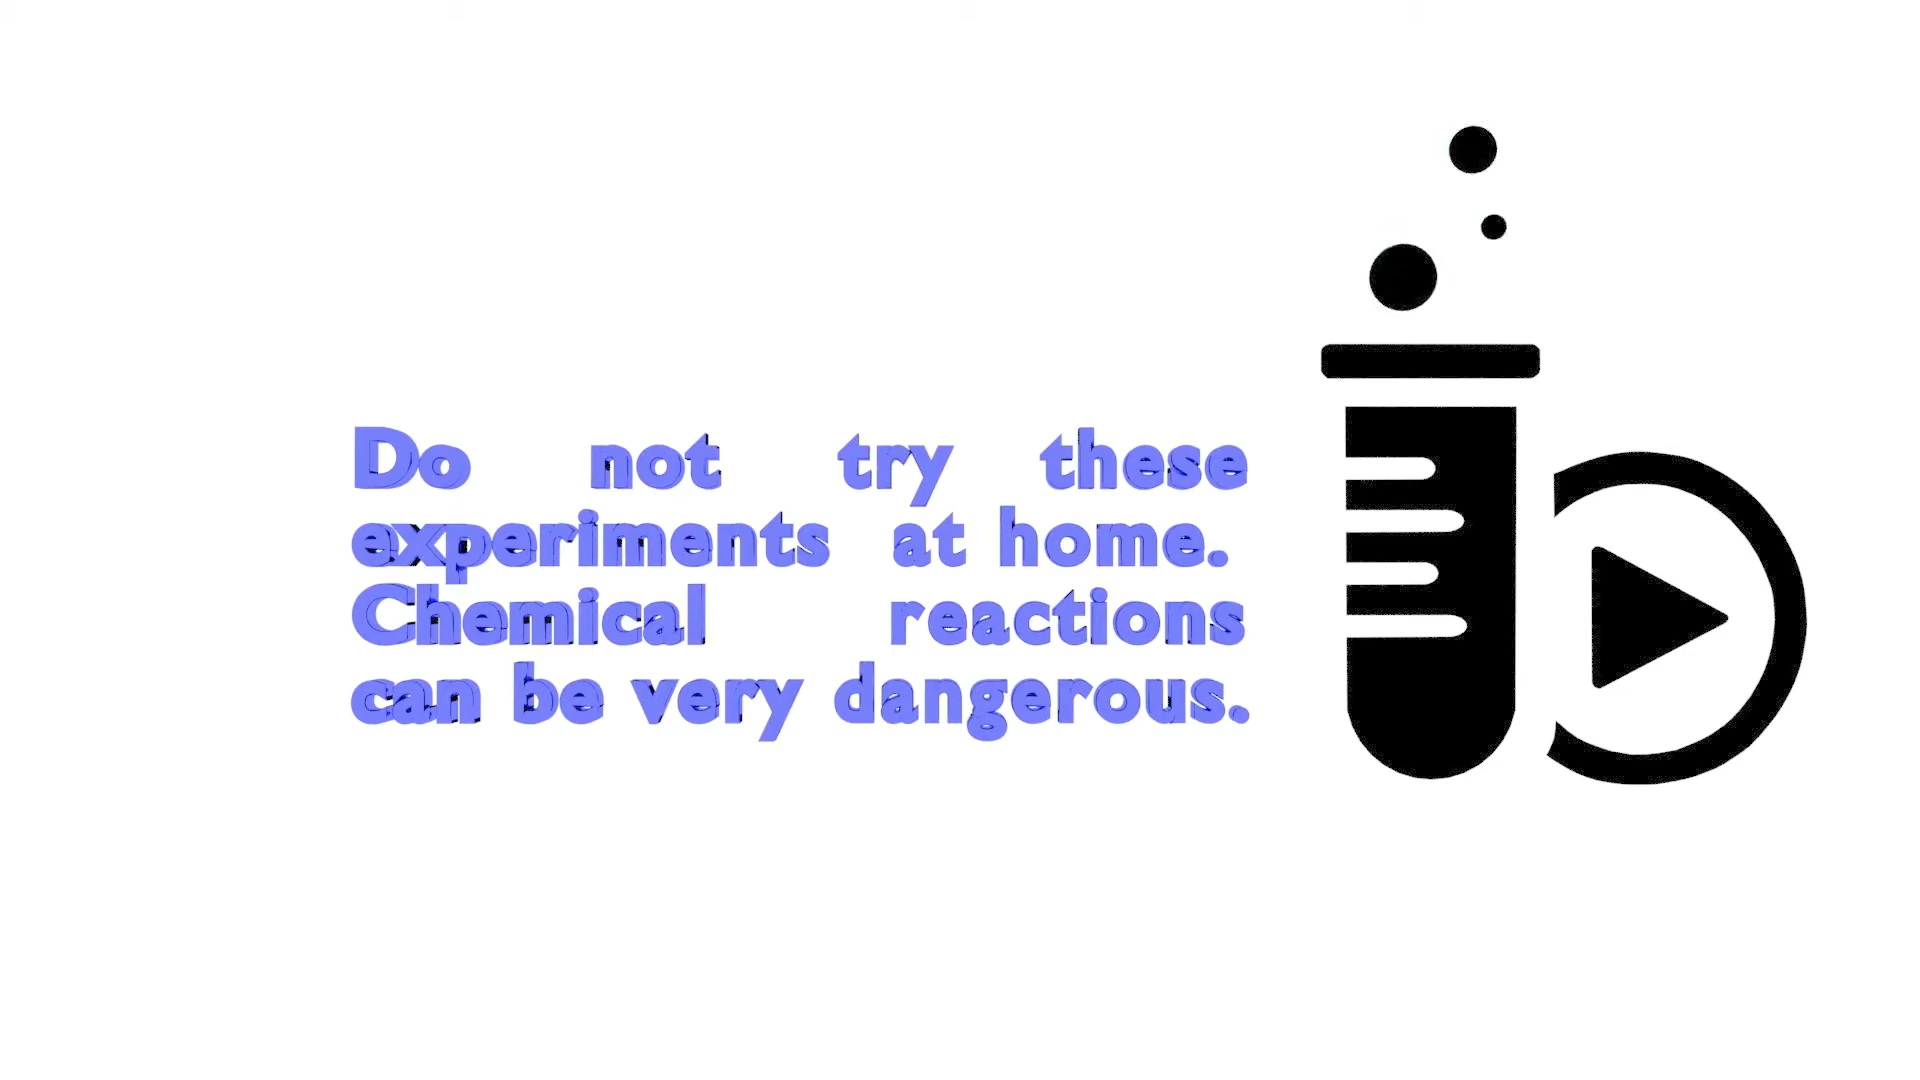 Do not try these
experiments at home.
Chemical reactions
can be very dangerous.